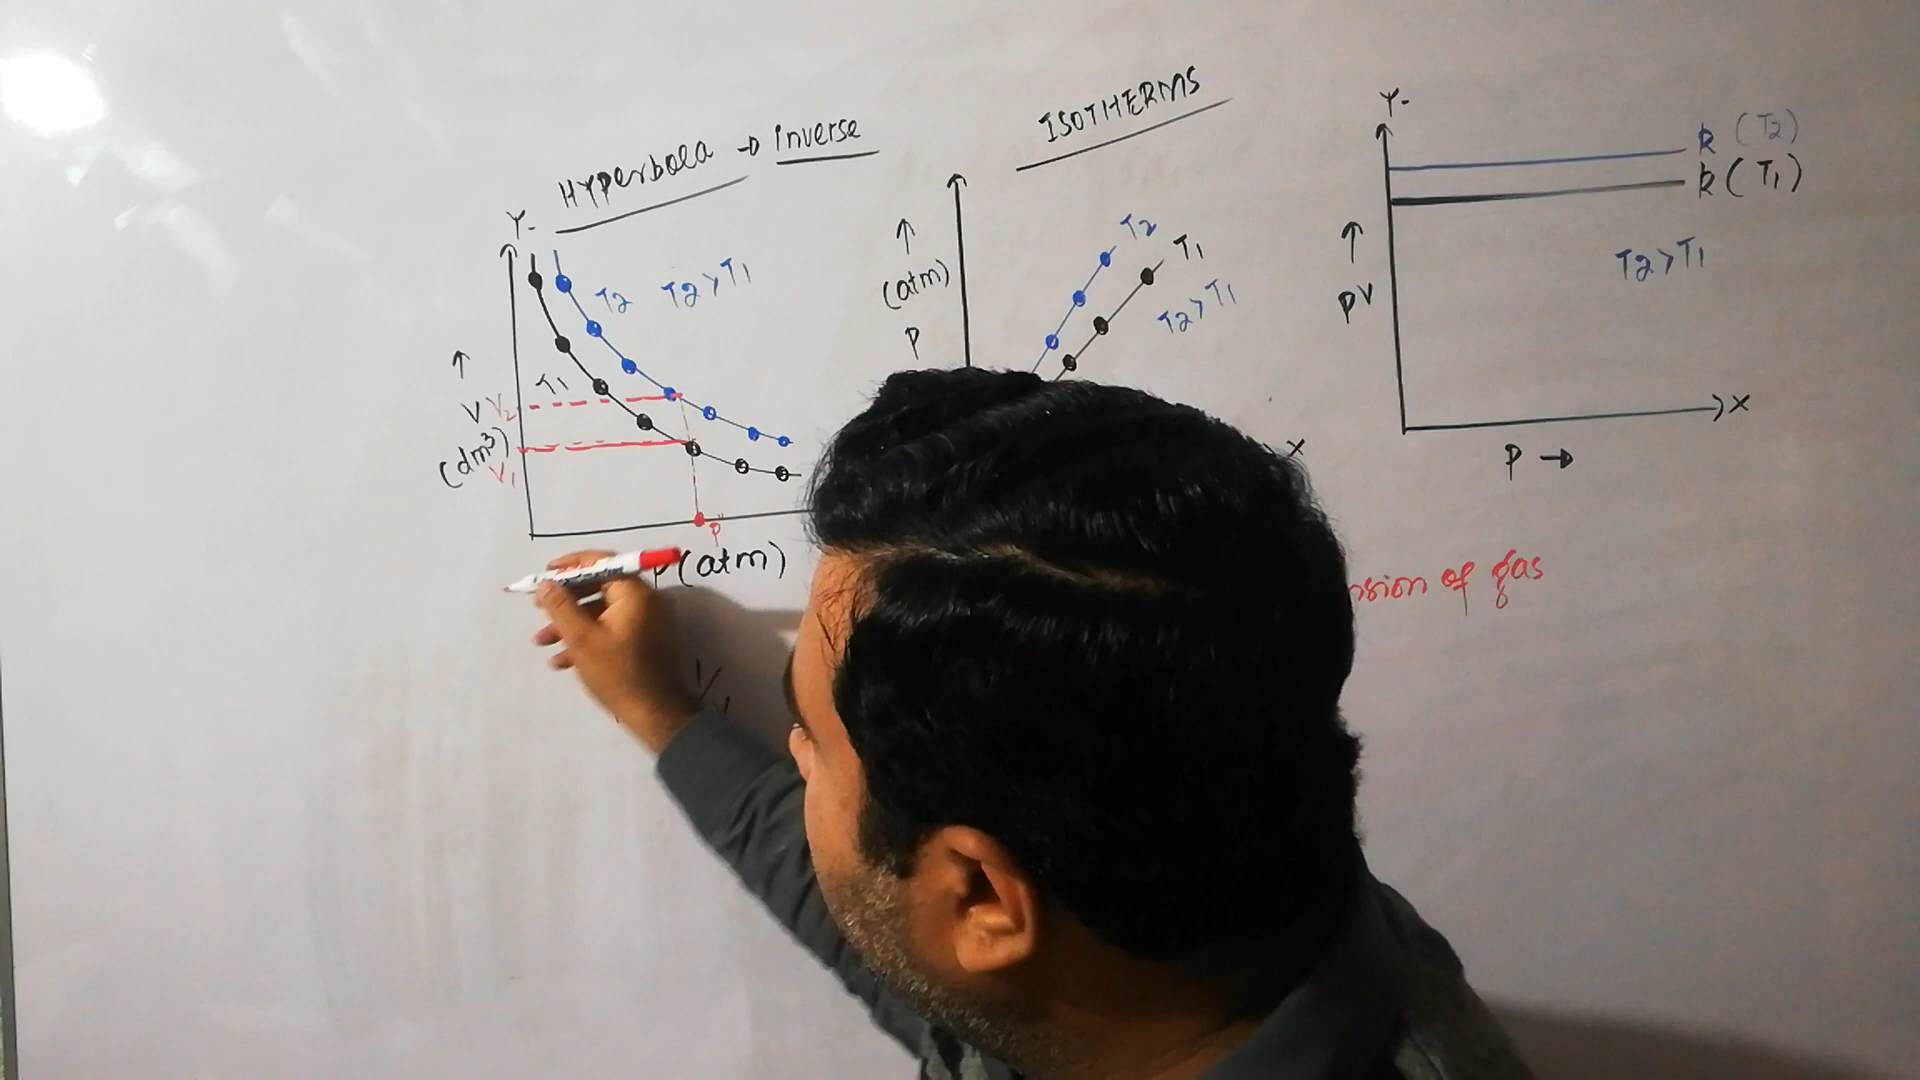 HYPerbola → Inverse
ISOTHERMS
Y-
T2 T2 > T1
T1
↑
V
V2
(dm³)
V1
P
P(atm)
↑
(atm)
P
T2
T1
T2 > T1
X
Y-
k (T2)
k (T1)
T2 > T1
↑
PV
X
P →
nsion of gas
1/